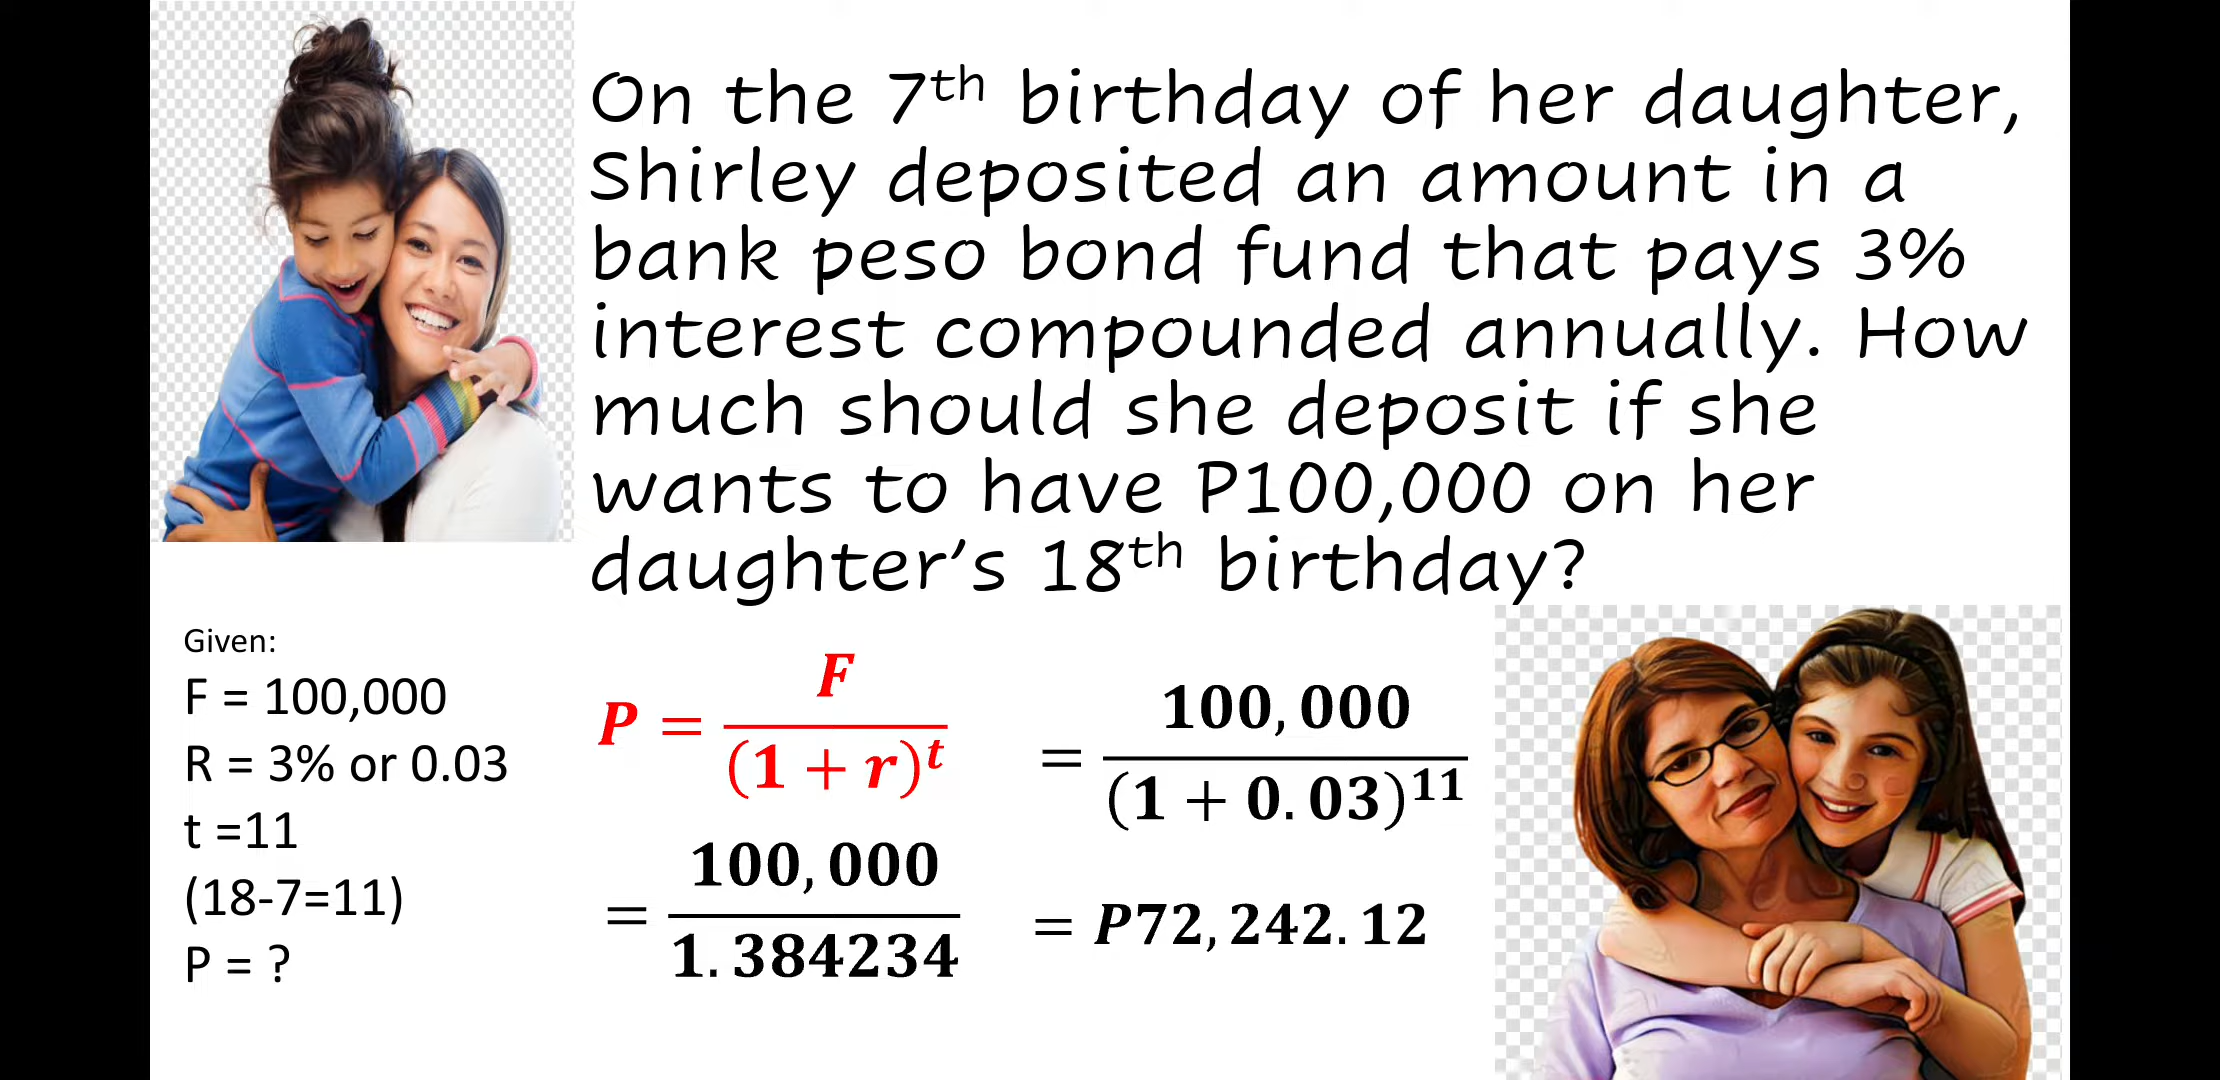 On the 7th birthday of her daughter,
Shirley deposited an amount in a
bank peso bond fund that pays 3%
interest compounded annually. How
much should she deposit if she
wants to have P100,000 on her
daughter's 18th birthday?
Given:
F = 100,000
R = 3% or 0.03
t =11
(18-7=11)
P = ?
P = F / (1 + r)^t
= 100,000 / (1 + 0.03)^11
= 100,000 / 1.384234
= P72,242.12